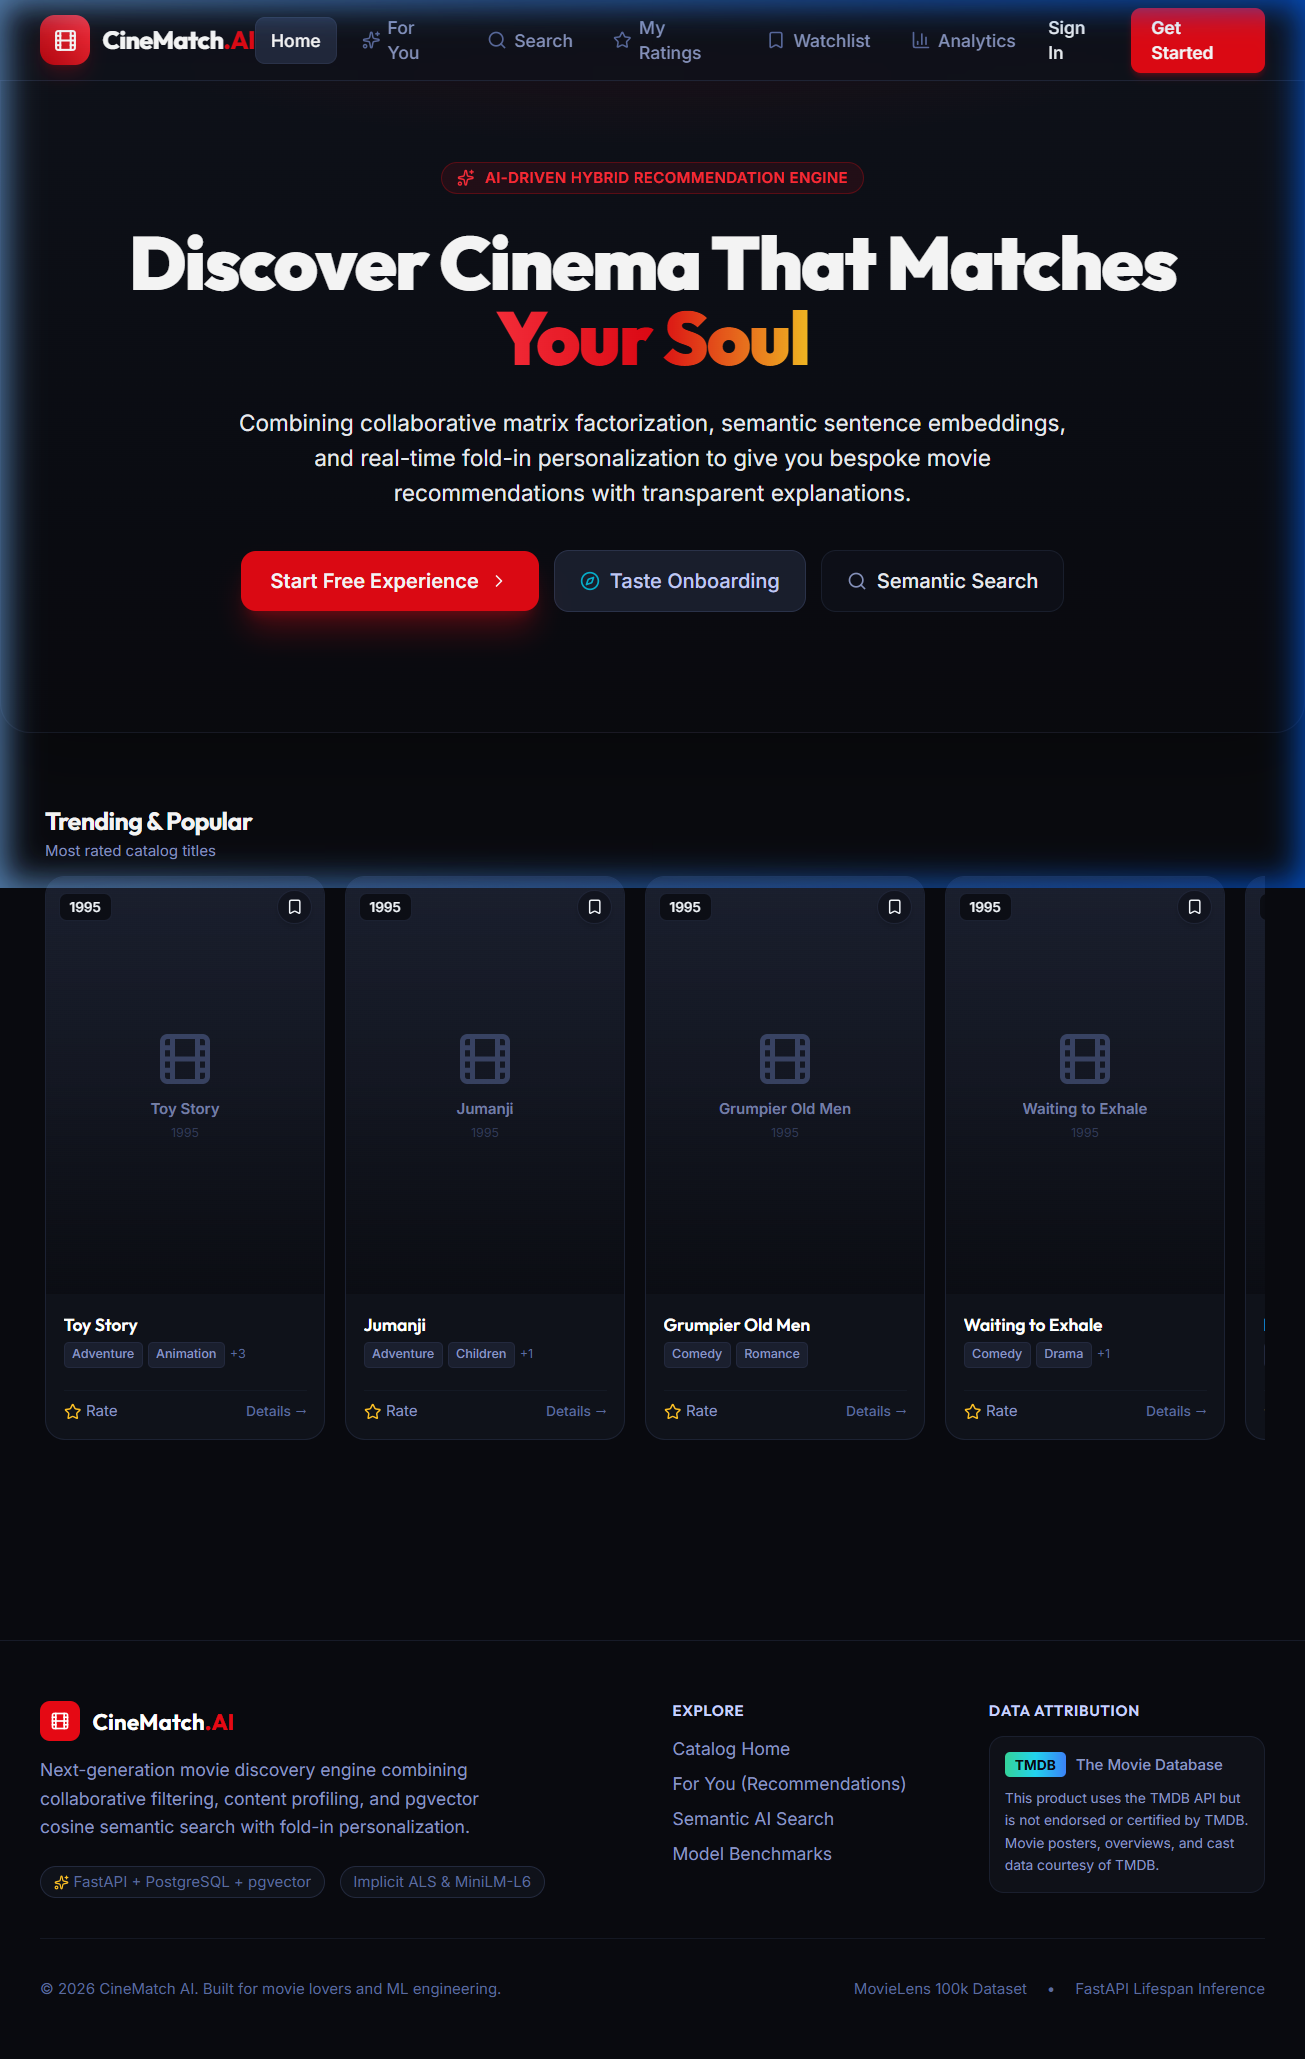 CineMatch.AI
Home
For You
Search
My Ratings
Watchlist
Analytics
Sign In
Get Started
AI-DRIVEN HYBRID RECOMMENDATION ENGINE
Discover Cinema That Matches
Your Soul
Combining collaborative matrix factorization, semantic sentence embeddings,
and real-time fold-in personalization to give you bespoke movie
recommendations with transparent explanations.
Start Free Experience
Taste Onboarding
Semantic Search
Trending & Popular
Most rated catalog titles
1995
Toy Story
1995
Toy Story
Adventure Animation +3
Rate Details →
1995
Jumanji
1995
Jumanji
Adventure Children +1
Rate Details →
1995
Grumpier Old Men
1995
Grumpier Old Men
Comedy Romance
Rate Details →
1995
Waiting to Exhale
1995
Waiting to Exhale
Comedy Drama +1
Rate Details →
CineMatch.AI
Next-generation movie discovery engine combining
collaborative filtering, content profiling, and pgvector
cosine semantic search with fold-in personalization.
FastAPI + PostgreSQL + pgvector
Implicit ALS & MiniLM-L6
EXPLORE
Catalog Home
For You (Recommendations)
Semantic AI Search
Model Benchmarks
DATA ATTRIBUTION
TMDB The Movie Database
This product uses the TMDB API but
is not endorsed or certified by TMDB.
Movie posters, overviews, and cast
data courtesy of TMDB.
© 2026 CineMatch AI. Built for movie lovers and ML engineering.
MovieLens 100k Dataset • FastAPI Lifespan Inference